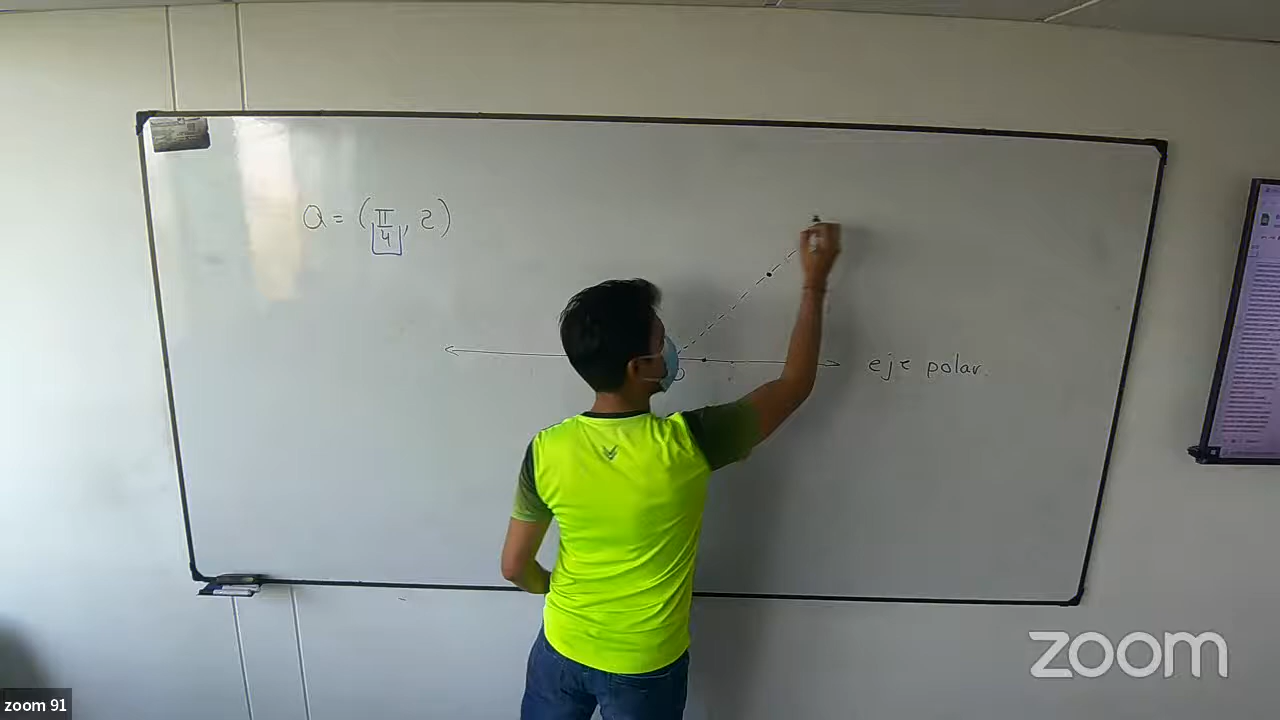 Q = (π/4, 2)
eje polar.
zoom
zoom 91